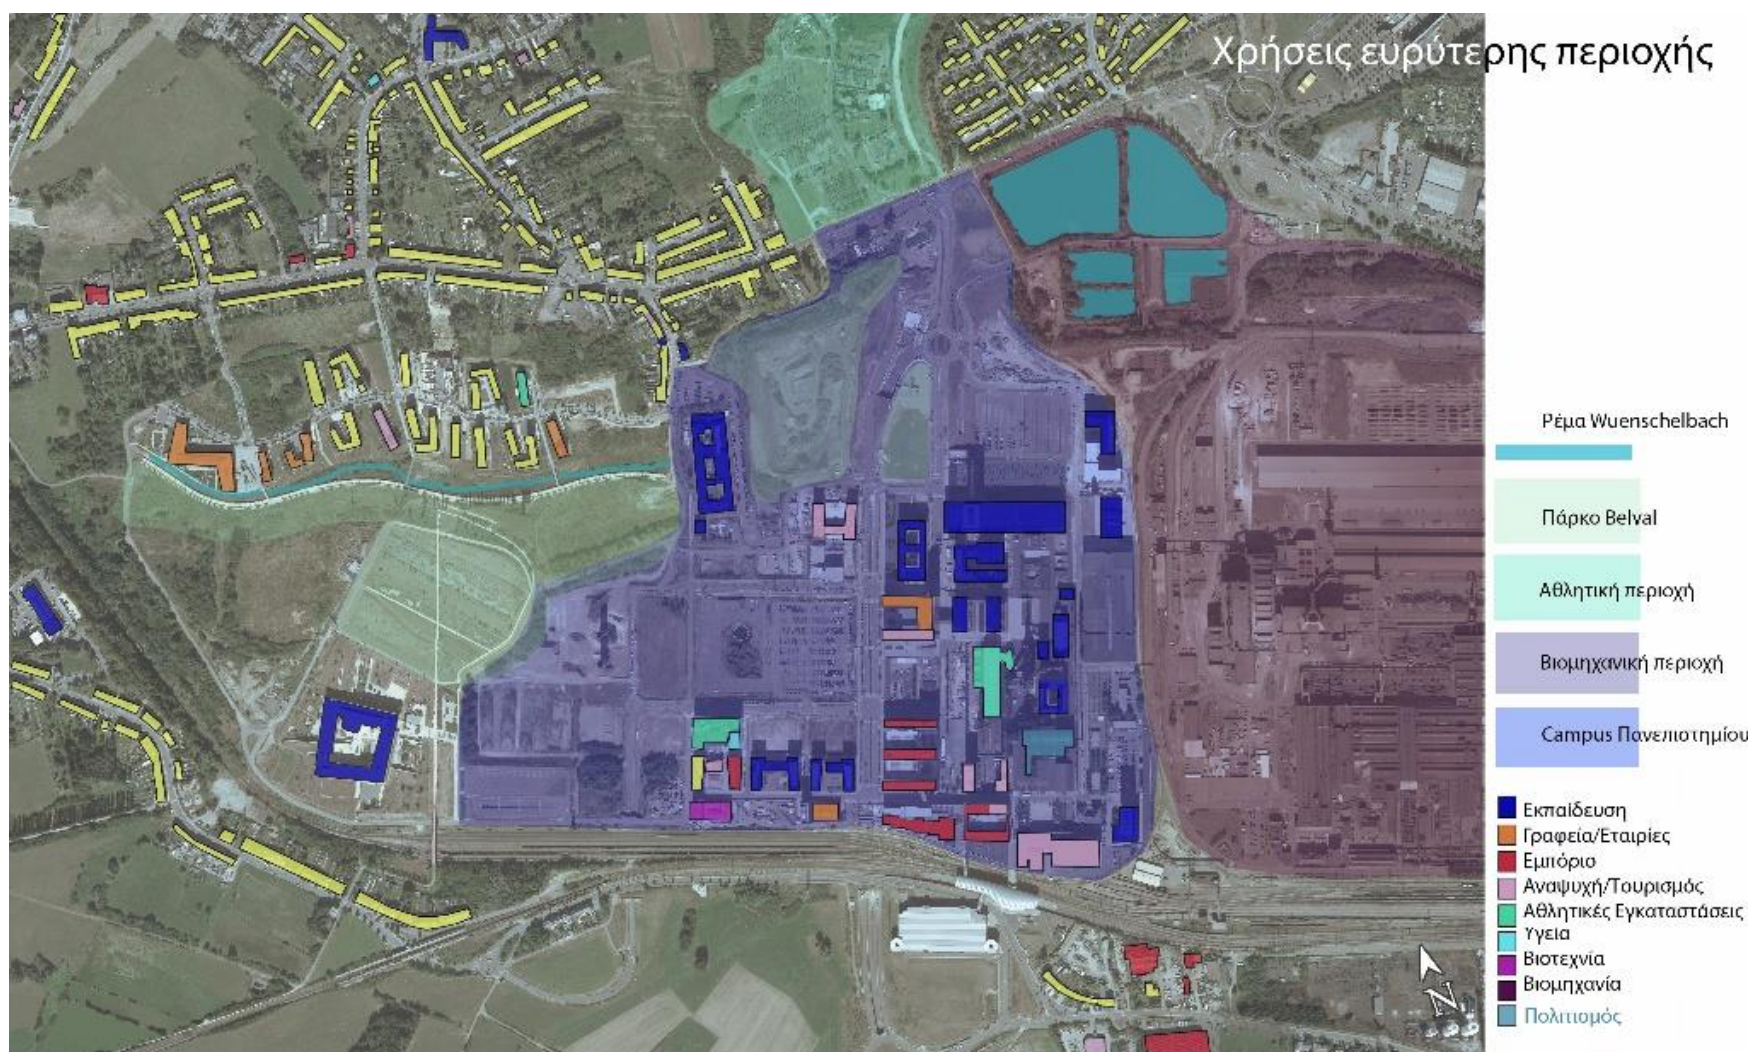 Χρήσεις ευρύτερης περιοχής
Ρέμα Wuenschelbach
Πάρκο Belval
Αθλητική περιοχή
Βιομηχανική περιοχή
Campus Πανεπιστημίου
Εκπαίδευση
Γραφεία/Εταιρίες
Εμπόριο
Αναψυχή/Τουρισμός
Αθλητικές Εγκαταστάσεις
Υγεία
Βιοτεχνία
Βιομηχανία
Πολιτισμός
N